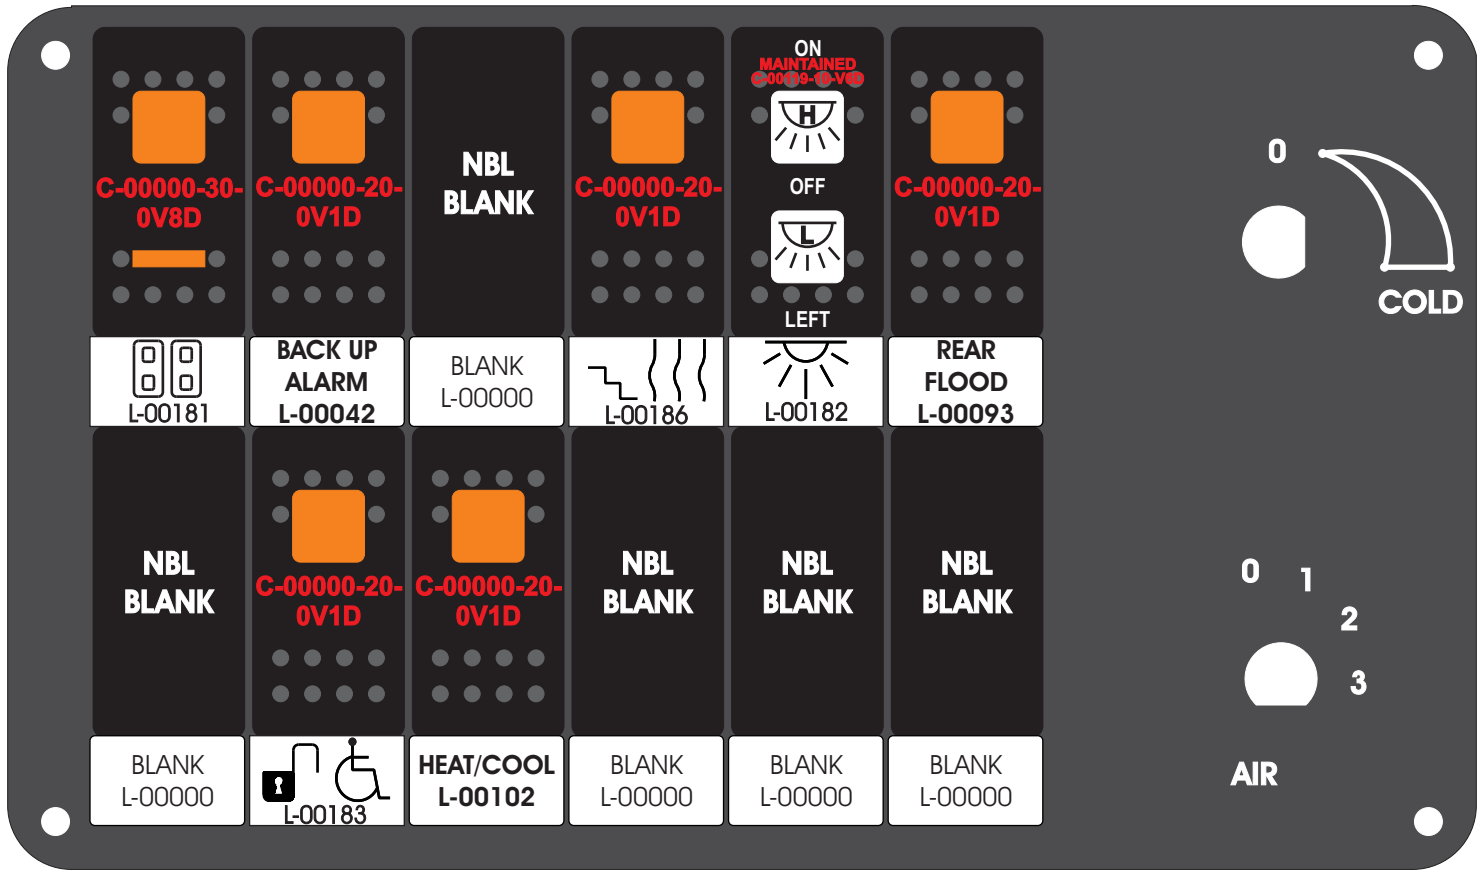 C-00000-30-
0V8D
C-00000-20-
0V1D
NBL
BLANK
C-00000-20-
0V1D
ON
MAINTAINED
H
OFF
L
LEFT
C-00000-20-
0V1D
L-00181
BACK UP
ALARM
L-00042
BLANK
L-00000
L-00186
L-00182
REAR
FLOOD
L-00093
NBL
BLANK
C-00000-20-
0V1D
C-00000-20-
0V1D
NBL
BLANK
NBL
BLANK
NBL
BLANK
BLANK
L-00000
L-00183
HEAT/COOL
L-00102
BLANK
L-00000
BLANK
L-00000
BLANK
L-00000
0
COLD
0
1
2
3
AIR